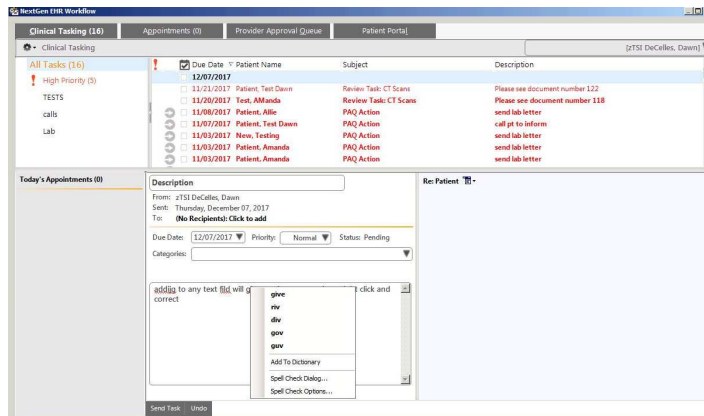 NextGen EHR Workflow
Clinical Tasking (16) Appointments (0) Provider Approval Queue Patient Portal
Clinical Tasking [zTSI DeCelles, Dawn]
All Tasks (16)
High Priority (5)
TESTS
calls
Lab
! Due Date Patient Name Subject Description
12/07/2017
11/21/2017 Patient, Test Dawn Review Task: CT Scans Please see document number 122
11/20/2017 Test, AManda Review Task: CT Scans Please see document number 118
11/08/2017 Patient, Allie PAQ Action send lab letter
11/07/2017 Patient, Test Dawn PAQ Action call pt to inform
11/03/2017 New, Testing PAQ Action send lab letter
11/03/2017 Patient, Amanda PAQ Action send lab letter
11/03/2017 Patient, Amanda PAQ Action send lab letter
Today's Appointments (0)
Description
From: zTSI DeCelles, Dawn
Sent: Thursday, December 07, 2017
To: (No Recipients): Click to add
Due Date: 12/07/2017 Priority: Normal Status: Pending
Categories:
Re: Patient
addijg to any text fild will click and
correct
give
riv
div
gov
guv
Add To Dictionary
Spell Check Dialog...
Spell Check Options...
Send Task Undo